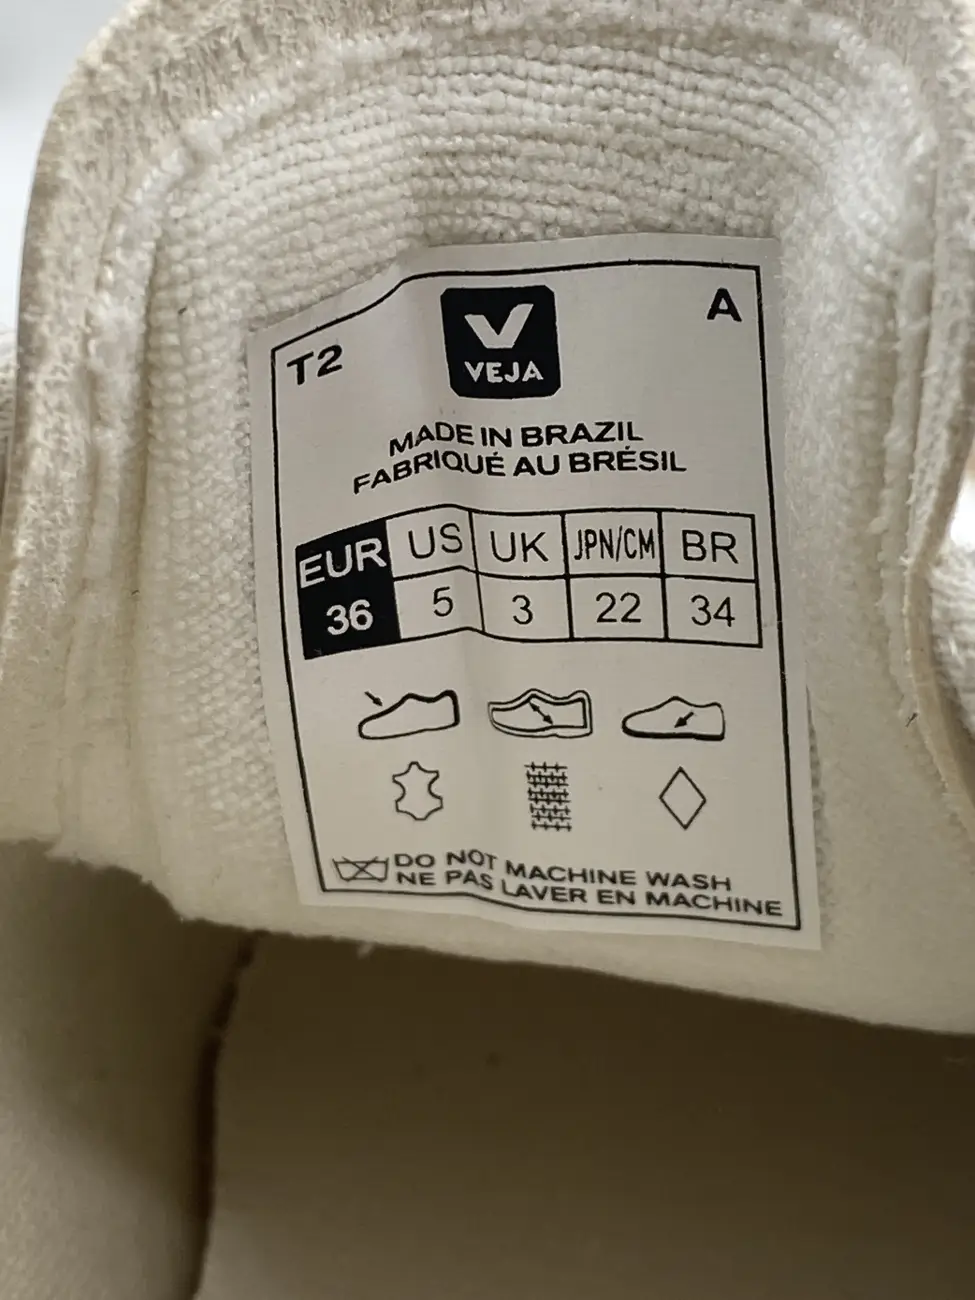 T2
A
VEJA
MADE IN BRAZIL
FABRIQUÉ AU BRÉSIL
EUR US UK JPN/CM BR
36 5 3 22 34
DO NOT MACHINE WASH
NE PAS LAVER EN MACHINE